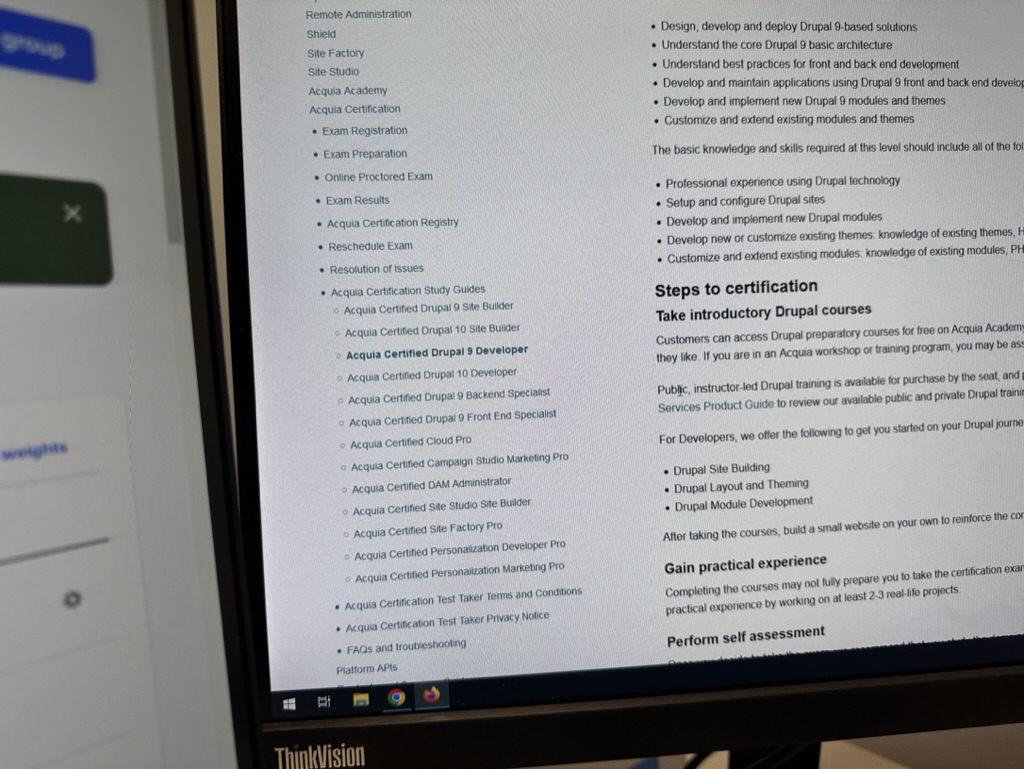 group
weights
Remote Administration
Shield
Site Factory
Site Studio
Acquia Academy
Acquia Certification
• Exam Registration
• Exam Preparation
• Online Proctored Exam
• Exam Results
• Acquia Certification Registry
• Reschedule Exam
• Resolution of Issues
• Acquia Certification Study Guides
○ Acquia Certified Drupal 9 Site Builder
○ Acquia Certified Drupal 10 Site Builder
○ Acquia Certified Drupal 9 Developer
○ Acquia Certified Drupal 10 Developer
○ Acquia Certified Drupal 9 Backend Specialist
○ Acquia Certified Drupal 9 Front End Specialist
○ Acquia Certified Cloud Pro
○ Acquia Certified Campaign Studio Marketing Pro
○ Acquia Certified DAM Administrator
○ Acquia Certified Site Studio Site Builder
○ Acquia Certified Site Factory Pro
○ Acquia Certified Personalization Developer Pro
○ Acquia Certified Personalization Marketing Pro
• Acquia Certification Test Taker Terms and Conditions
• Acquia Certification Test Taker Privacy Notice
• FAQs and troubleshooting
Platform APIs
• Design, develop and deploy Drupal 9-based solutions
• Understand the core Drupal 9 basic architecture
• Understand best practices for front and back end development
• Develop and maintain applications using Drupal 9 front and back end develop
• Develop and implement new Drupal 9 modules and themes
• Customize and extend existing modules and themes
The basic knowledge and skills required at this level should include all of the fol
• Professional experience using Drupal technology
• Setup and configure Drupal sites
• Develop and implement new Drupal modules
• Develop new or customize existing themes: knowledge of existing themes, H
• Customize and extend existing modules: knowledge of existing modules, PH
Steps to certification
Take introductory Drupal courses
Customers can access Drupal preparatory courses for free on Acquia Academy
they like. If you are in an Acquia workshop or training program, you may be ass
Public, instructor-led Drupal training is available for purchase by the seat, and
Services Product Guide to review our available public and private Drupal traini
For Developers, we offer the following to get you started on your Drupal journe
• Drupal Site Building
• Drupal Layout and Theming
• Drupal Module Development
After taking the courses, build a small website on your own to reinforce the co
Gain practical experience
Completing the courses may not fully prepare you to take the certification exa
practical experience by working on at least 2-3 real-life projects.
Perform self assessment
ThinkVision